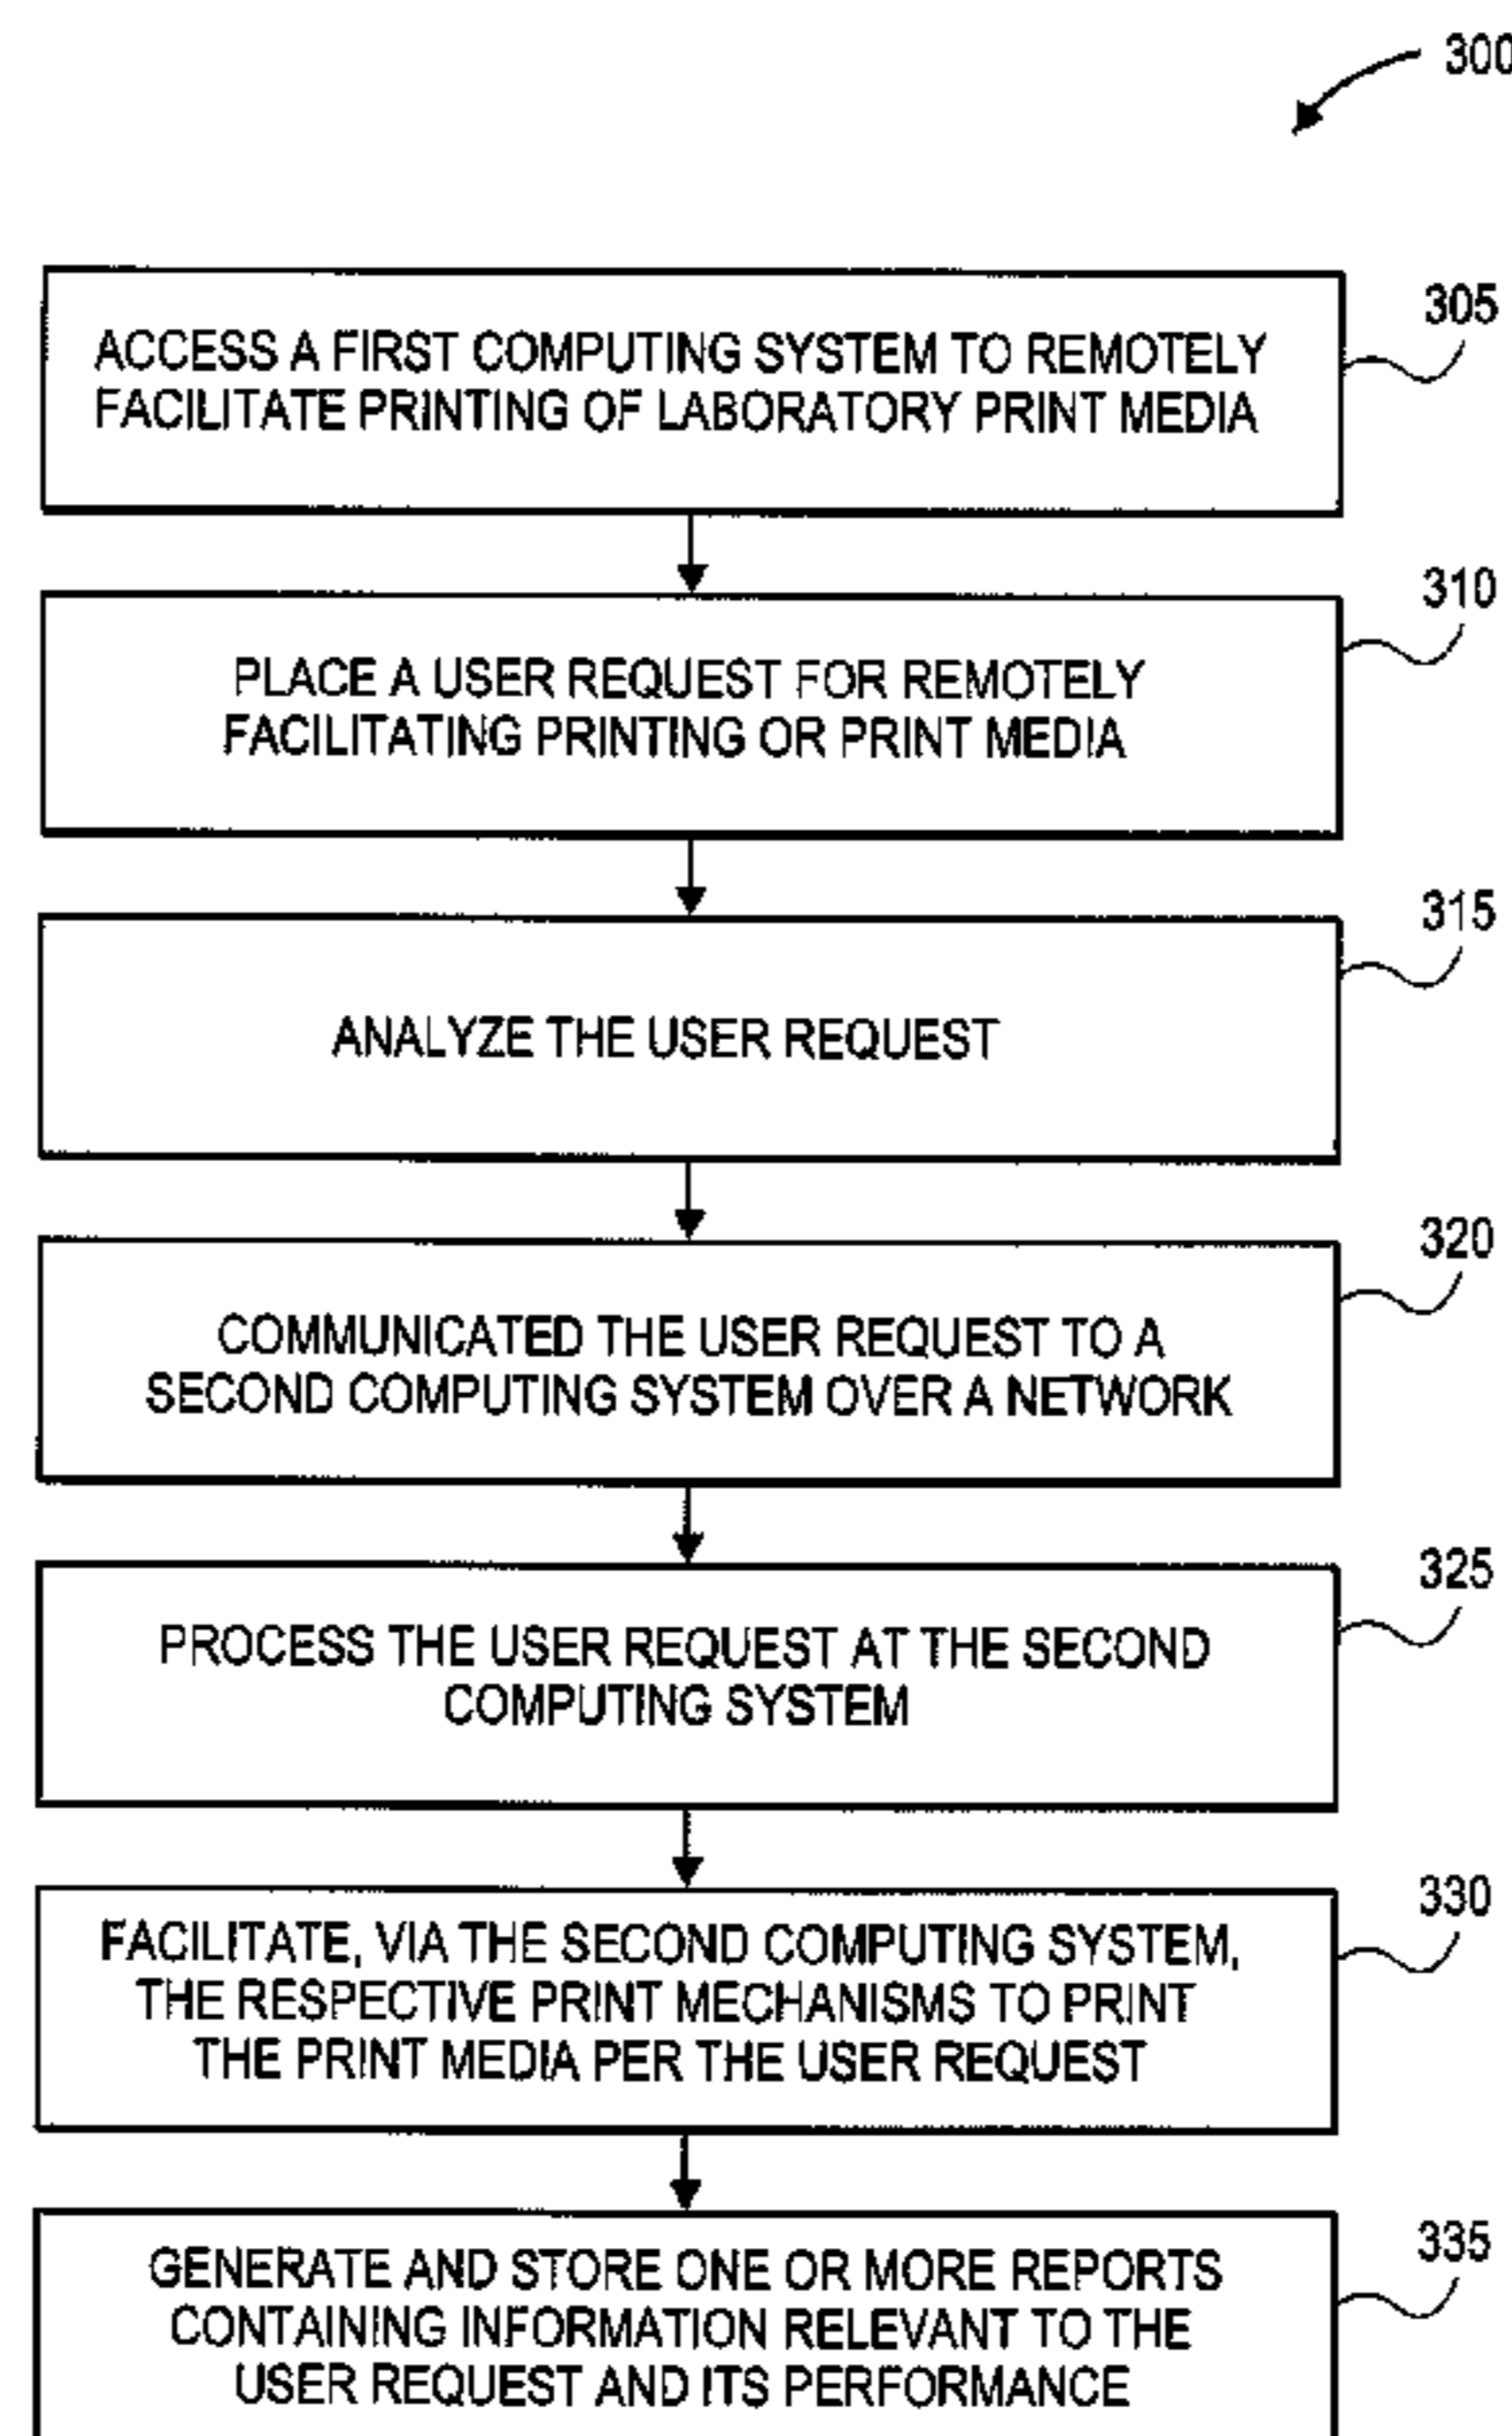 300
ACCESS A FIRST COMPUTING SYSTEM TO REMOTELY
FACILITATE PRINTING OF LABORATORY PRINT MEDIA
305
PLACE A USER REQUEST FOR REMOTELY
FACILITATING PRINTING OR PRINT MEDIA
310
ANALYZE THE USER REQUEST
315
COMMUNICATED THE USER REQUEST TO A
SECOND COMPUTING SYSTEM OVER A NETWORK
320
PROCESS THE USER REQUEST AT THE SECOND
COMPUTING SYSTEM
325
FACILITATE, VIA THE SECOND COMPUTING SYSTEM,
THE RESPECTIVE PRINT MECHANISMS TO PRINT
THE PRINT MEDIA PER THE USER REQUEST
330
GENERATE AND STORE ONE OR MORE REPORTS
CONTAINING INFORMATION RELEVANT TO THE
USER REQUEST AND ITS PERFORMANCE
335